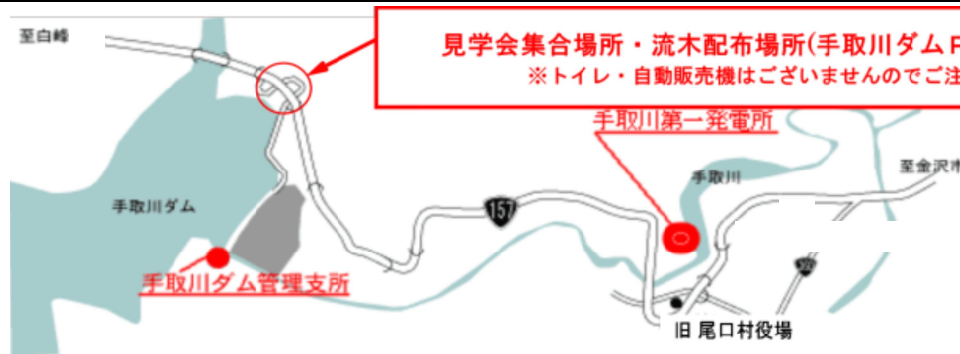 至白峰
見学会集合場所・流木配布場所(手取川ダムP
※トイレ・自動販売機はございませんのでご注
手取川第一発電所
至金沢市
手取川
手取川ダム
157
手取川ダム管理支所
旧 尾口村役場